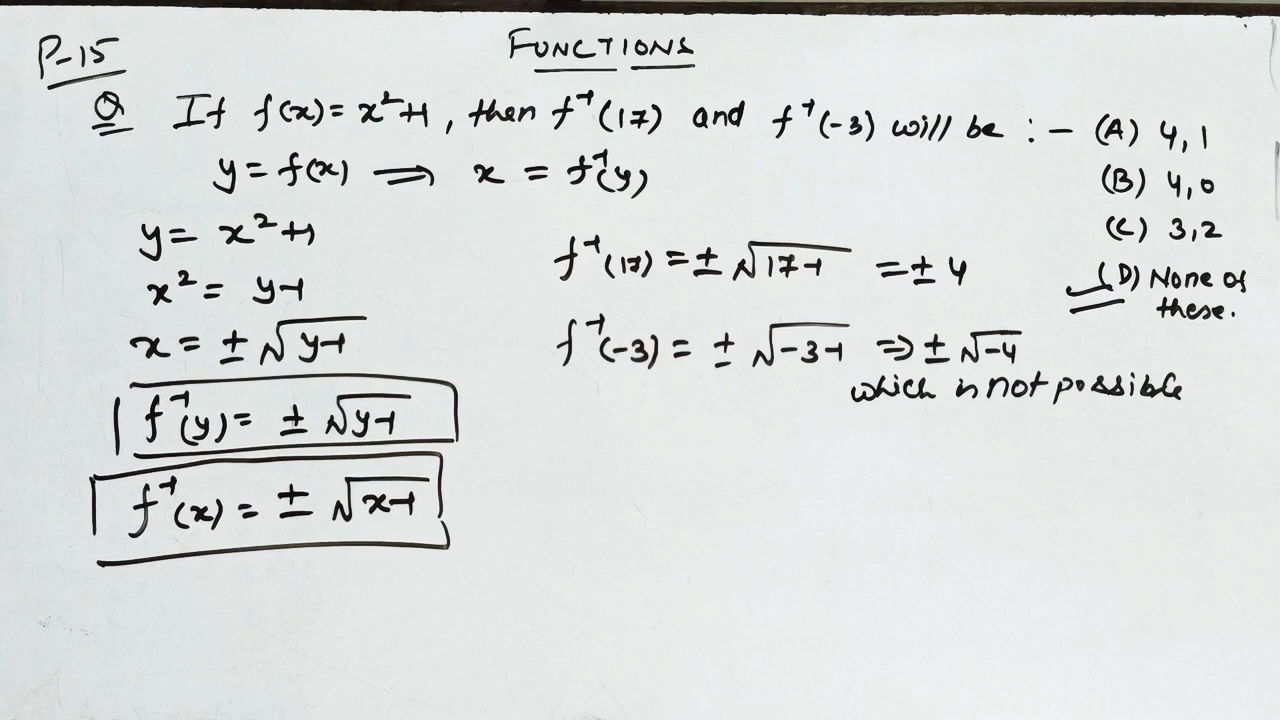 P-15
FUNCTIONS
Q If f(x) = x²+1, then f⁻¹(17) and f⁻¹(-3) will be :- (A) 4,1
(B) 4,0
(C) 3,2
(D) None of
these.
y = f(x) ⟹ x = f⁻¹(y)
y = x²+1
x² = y-1
x = ± √(y-1)
f⁻¹(y) = ± √(y-1)
f⁻¹(x) = ± √(x-1)
f⁻¹(17) = ± √(17-1) = ± 4
f⁻¹(-3) = ± √(-3-1) ⇒ ± √-4
which is not possible